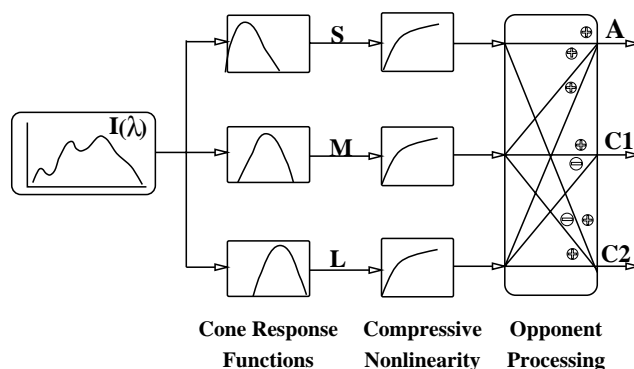 I(λ)
S
M
L
A
C1
C2
Cone Response
Functions
Compressive
Nonlinearity
Opponent
Processing